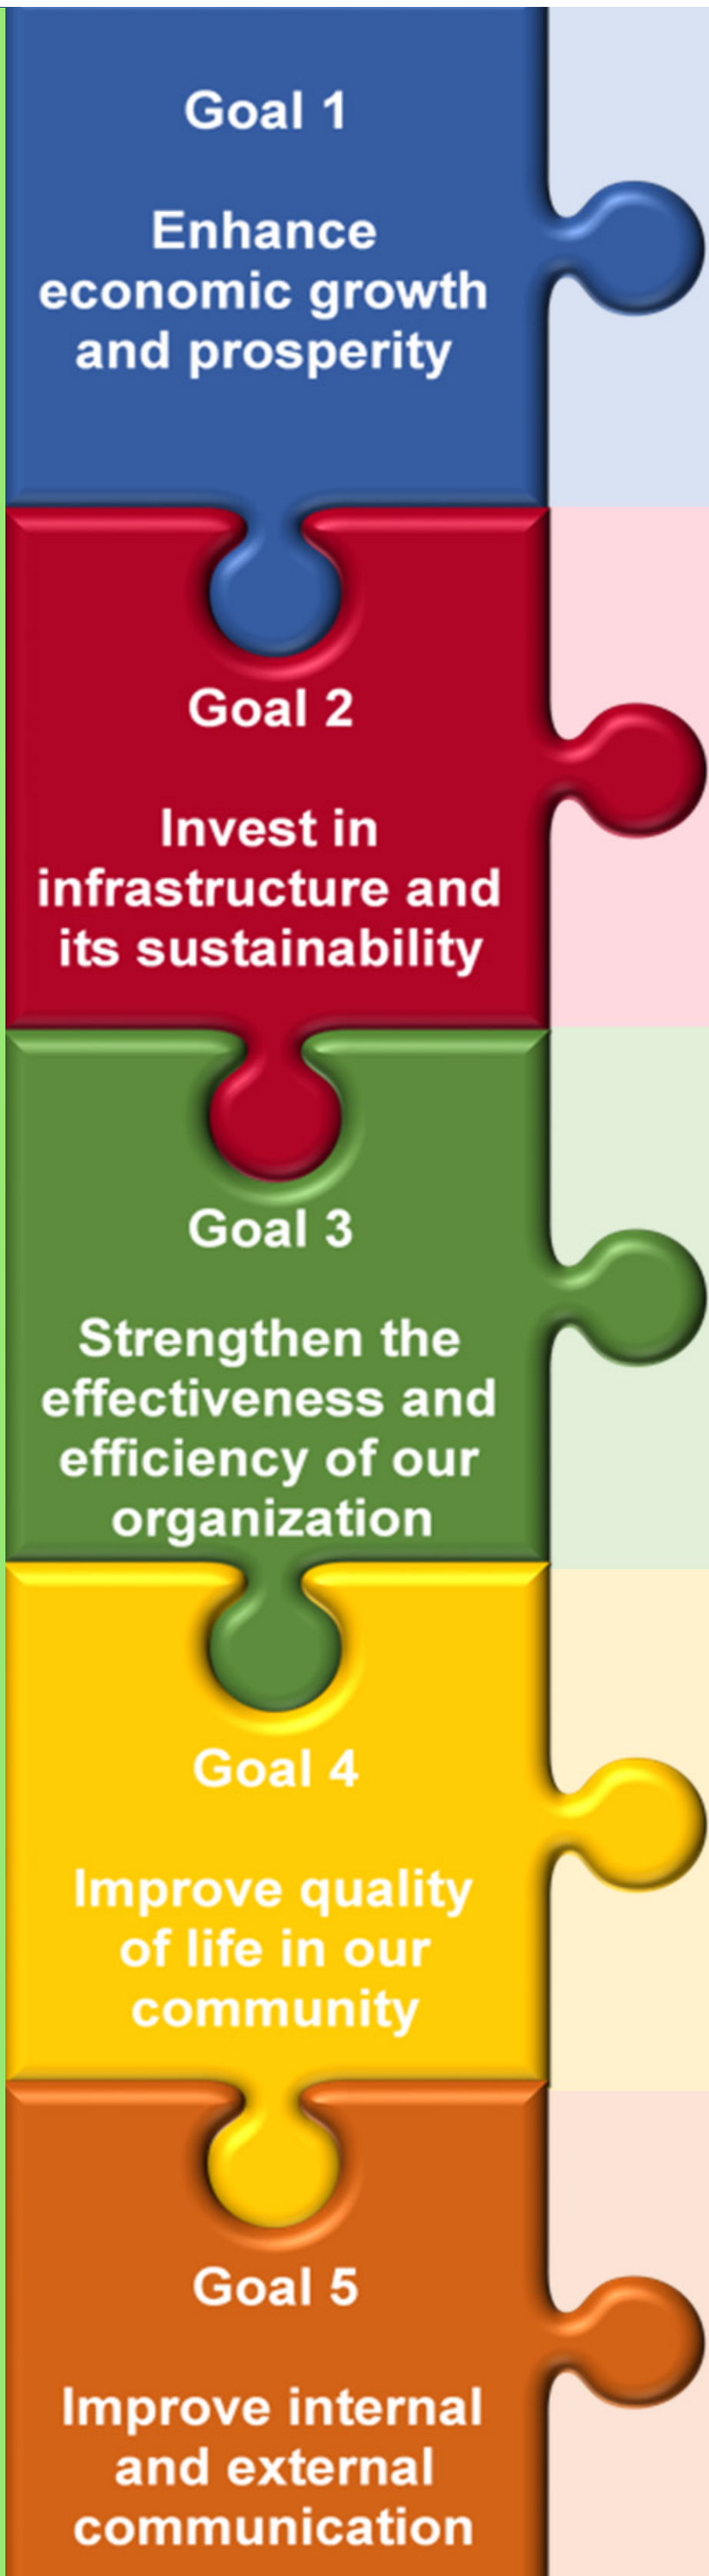 Goal 1
Enhance
economic growth
and prosperity
Goal 2
Invest in
infrastructure and
its sustainability
Goal 3
Strengthen the
effectiveness and
efficiency of our
organization
Goal 4
Improve quality
of life in our
community
Goal 5
Improve internal
and external
communication